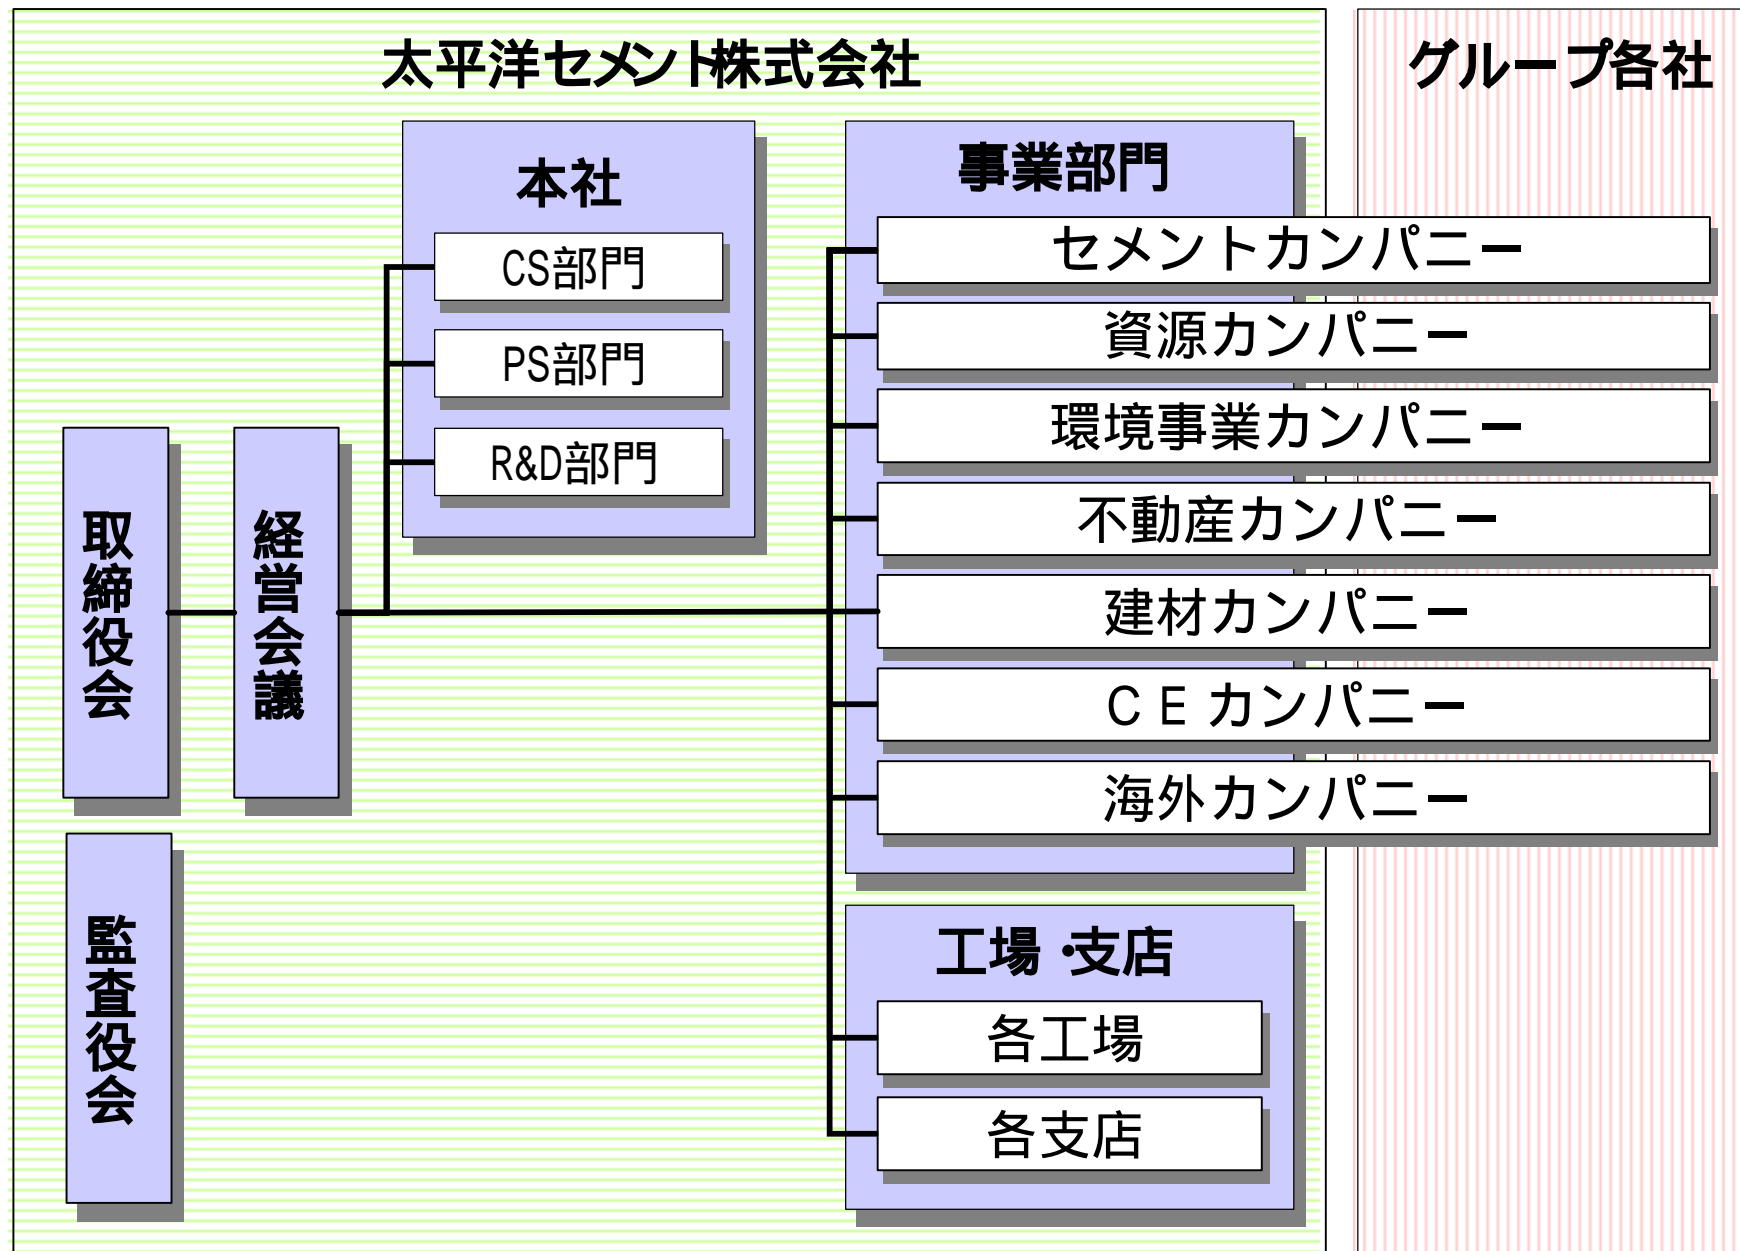 太平洋セメント株式会社
グループ各社
本社
CS部門
PS部門
R&D部門
事業部門
セメントカンパニー
資源カンパニー
環境事業カンパニー
不動産カンパニー
建材カンパニー
ＣＥカンパニー
海外カンパニー
取締役会
経営会議
監査役会
工場・支店
各工場
各支店